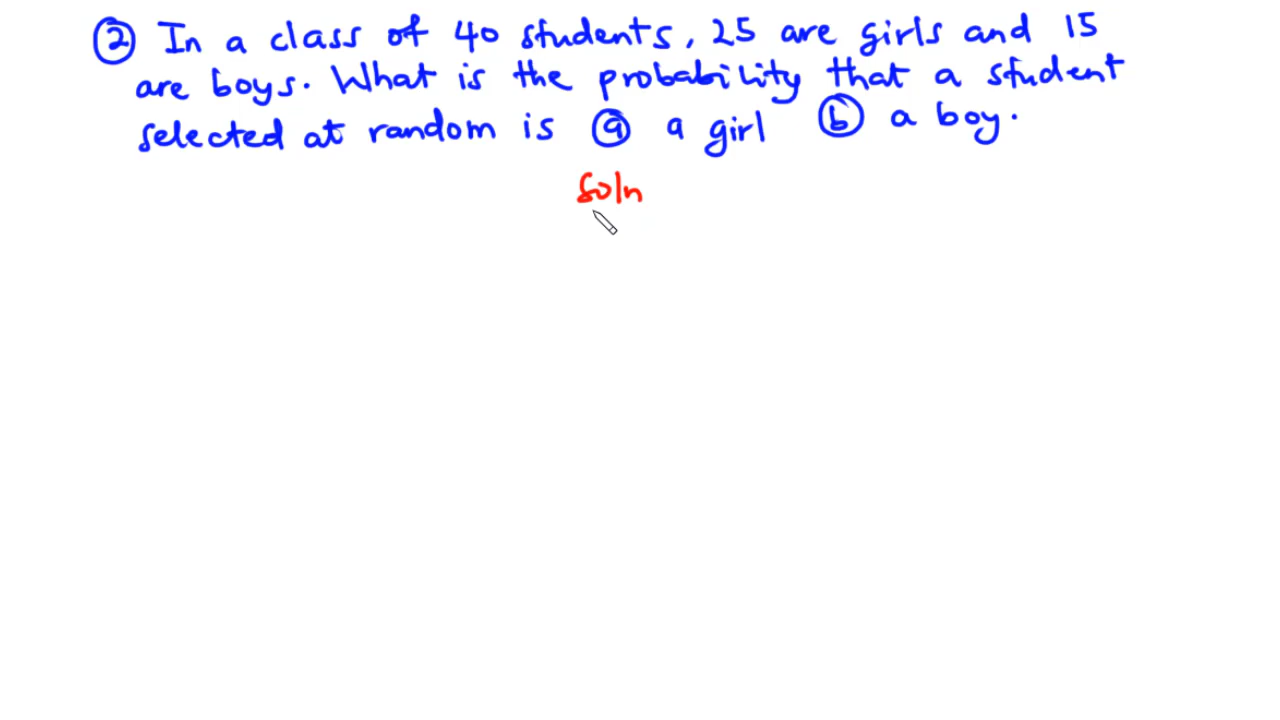 ② In a class of 40 students, 25 are girls and 15
are boys. What is the probability that a student
selected at random is ⓐ a girl ⓑ a boy.
Soln